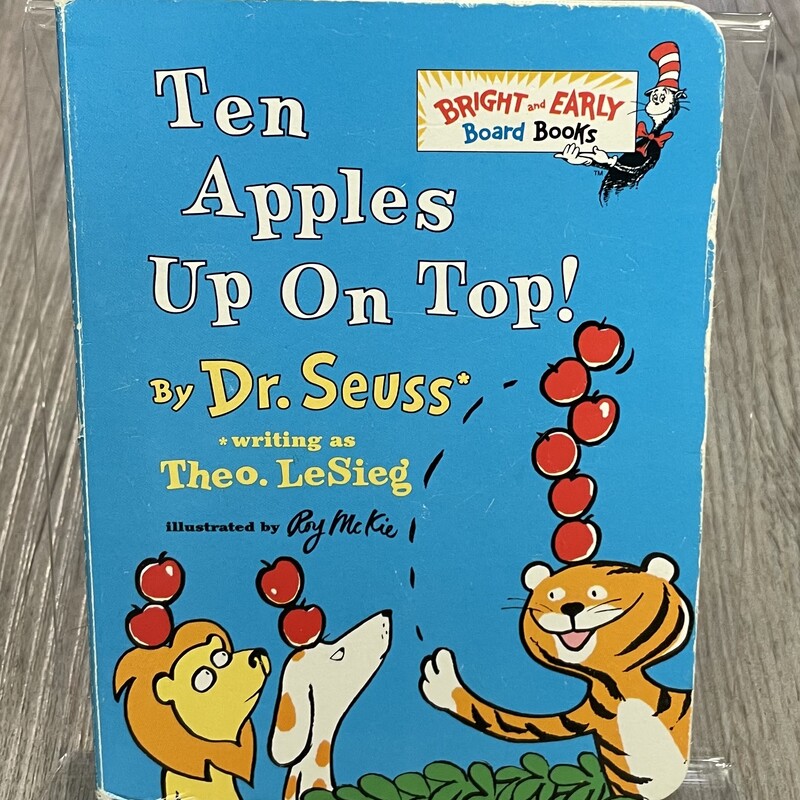 Ten
Apples
Up On Top!
BRIGHT and EARLY
Board Books
TM
By Dr. Seuss*
*writing as
Theo. LeSieg
illustrated by Roy McKie